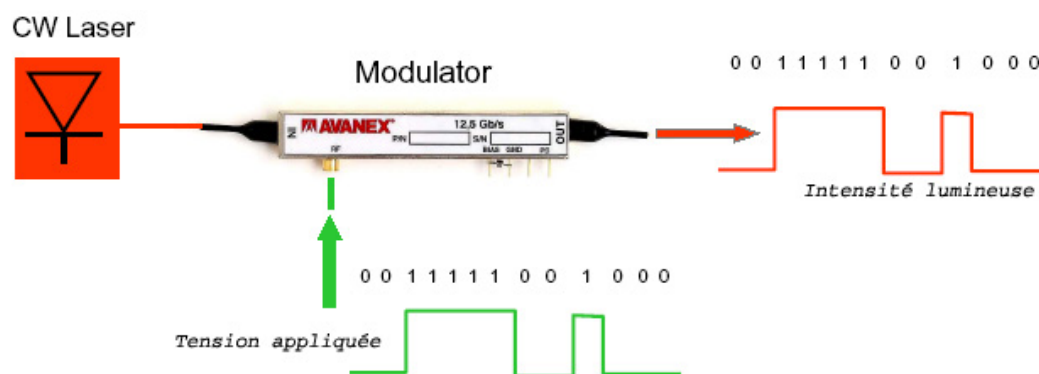 CW Laser
Modulator
0 0 1 1 1 1 1 0 0 1 0 0 0
IN AVANEX® 12,5 Gb/s OUT
P/N S/N
RF BIAS GND PD
Intensité lumineuse
0 0 1 1 1 1 1 0 0 1 0 0 0
Tension appliquée